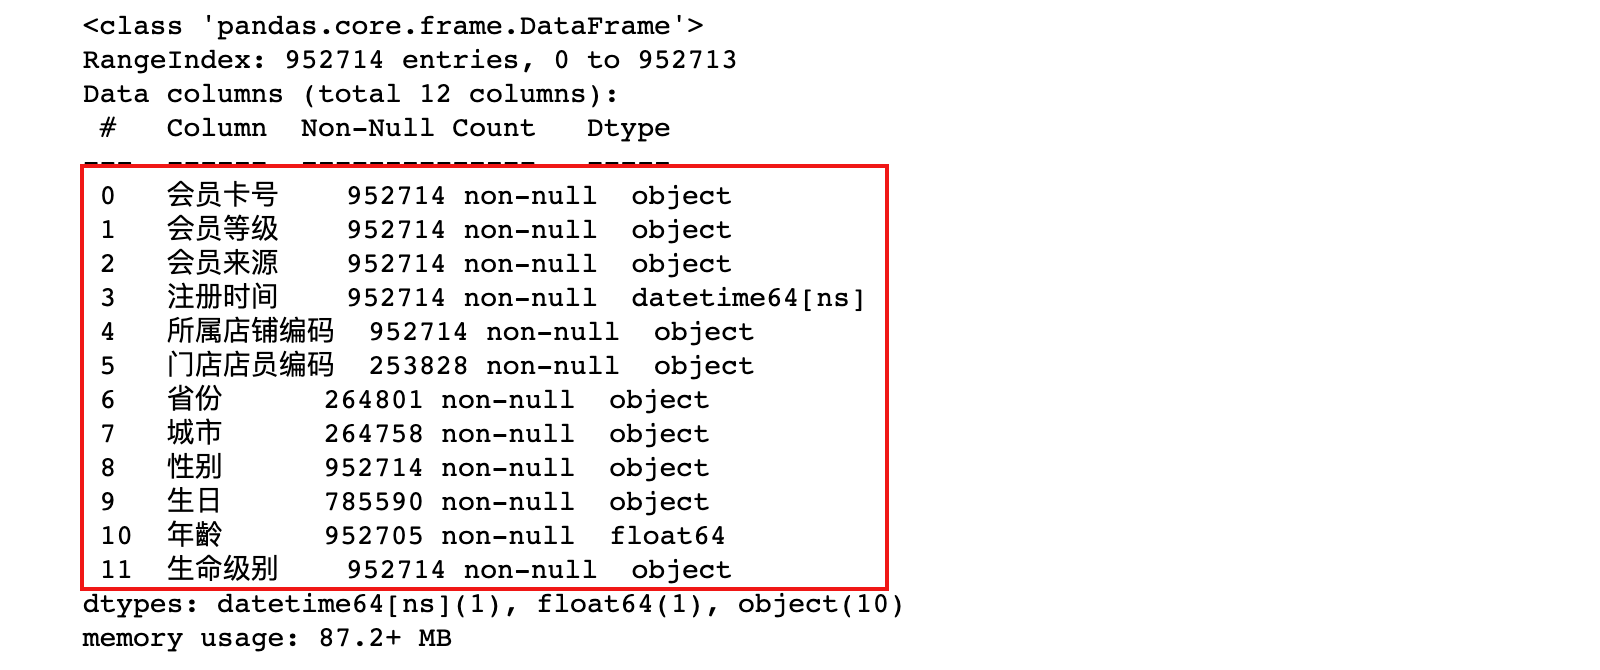 <class 'pandas.core.frame.DataFrame'>
RangeIndex: 952714 entries, 0 to 952713
Data columns (total 12 columns):
 #   Column  Non-Null Count   Dtype
---  ------  --------------   -----
 0   会员卡号    952714 non-null  object
 1   会员等级    952714 non-null  object
 2   会员来源    952714 non-null  object
 3   注册时间    952714 non-null  datetime64[ns]
 4   所属店铺编码  952714 non-null  object
 5   门店店员编码  253828 non-null  object
 6   省份      264801 non-null  object
 7   城市      264758 non-null  object
 8   性别      952714 non-null  object
 9   生日      785590 non-null  object
 10  年齡      952705 non-null  float64
 11  生命级别    952714 non-null  object
dtypes: datetime64[ns](1), float64(1), object(10)
memory usage: 87.2+ MB